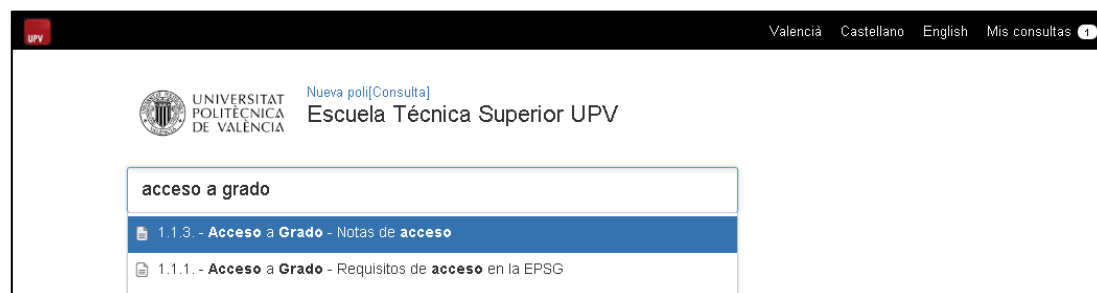 UPV Valencià Castellano English Mis consultas 1
UNIVERSITAT
POLITÈCNICA
DE VALÈNCIA
Nueva poli[Consulta]
Escuela Técnica Superior UPV
acceso a grado
1.1.3. - Acceso a Grado - Notas de acceso
1.1.1. - Acceso a Grado - Requisitos de acceso en la EPSG